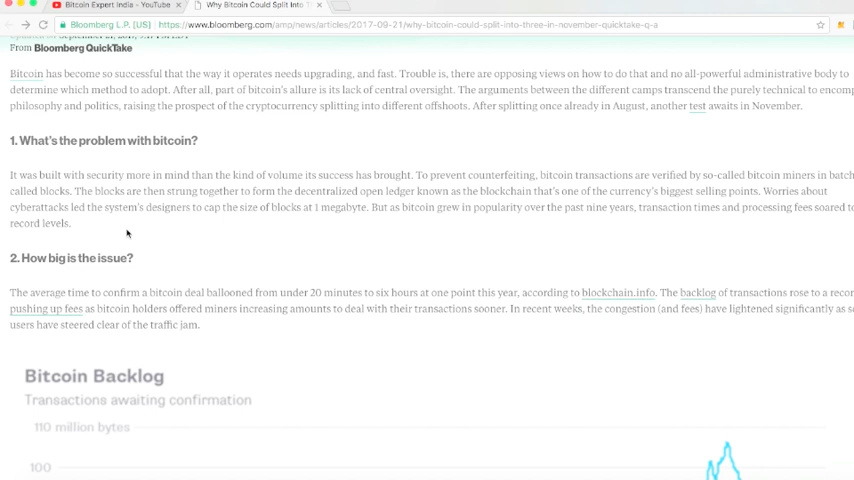 Bitcoin Expert India - YouTube
Why Bitcoin Could Split Into T
Bloomberg L.P. [US] https://www.bloomberg.com/amp/news/articles/2017-09-21/why-bitcoin-could-split-into-three-in-november-quicktake-q-a
From Bloomberg QuickTake
Bitcoin has become so successful that the way it operates needs upgrading, and fast. Trouble is, there are opposing views on how to do that and no all-powerful administrative body to
determine which method to adopt. After all, part of bitcoin's allure is its lack of central oversight. The arguments between the different camps transcend the purely technical to encomp
philosophy and politics, raising the prospect of the cryptocurrency splitting into different offshoots. After splitting once already in August, another test awaits in November.
1. What's the problem with bitcoin?
It was built with security more in mind than the kind of volume its success has brought. To prevent counterfeiting, bitcoin transactions are verified by so-called bitcoin miners in batch
called blocks. The blocks are then strung together to form the decentralized open ledger known as the blockchain that's one of the currency's biggest selling points. Worries about
cyberattacks led the system's designers to cap the size of blocks at 1 megabyte. But as bitcoin grew in popularity over the past nine years, transaction times and processing fees soared to
record levels.
2. How big is the issue?
The average time to confirm a bitcoin deal ballooned from under 20 minutes to six hours at one point this year, according to blockchain.info. The backlog of transactions rose to a recor
pushing up fees as bitcoin holders offered miners increasing amounts to deal with their transactions sooner. In recent weeks, the congestion (and fees) have lightened significantly as s
users have steered clear of the traffic jam.
Bitcoin Backlog
Transactions awaiting confirmation
110 million bytes
100